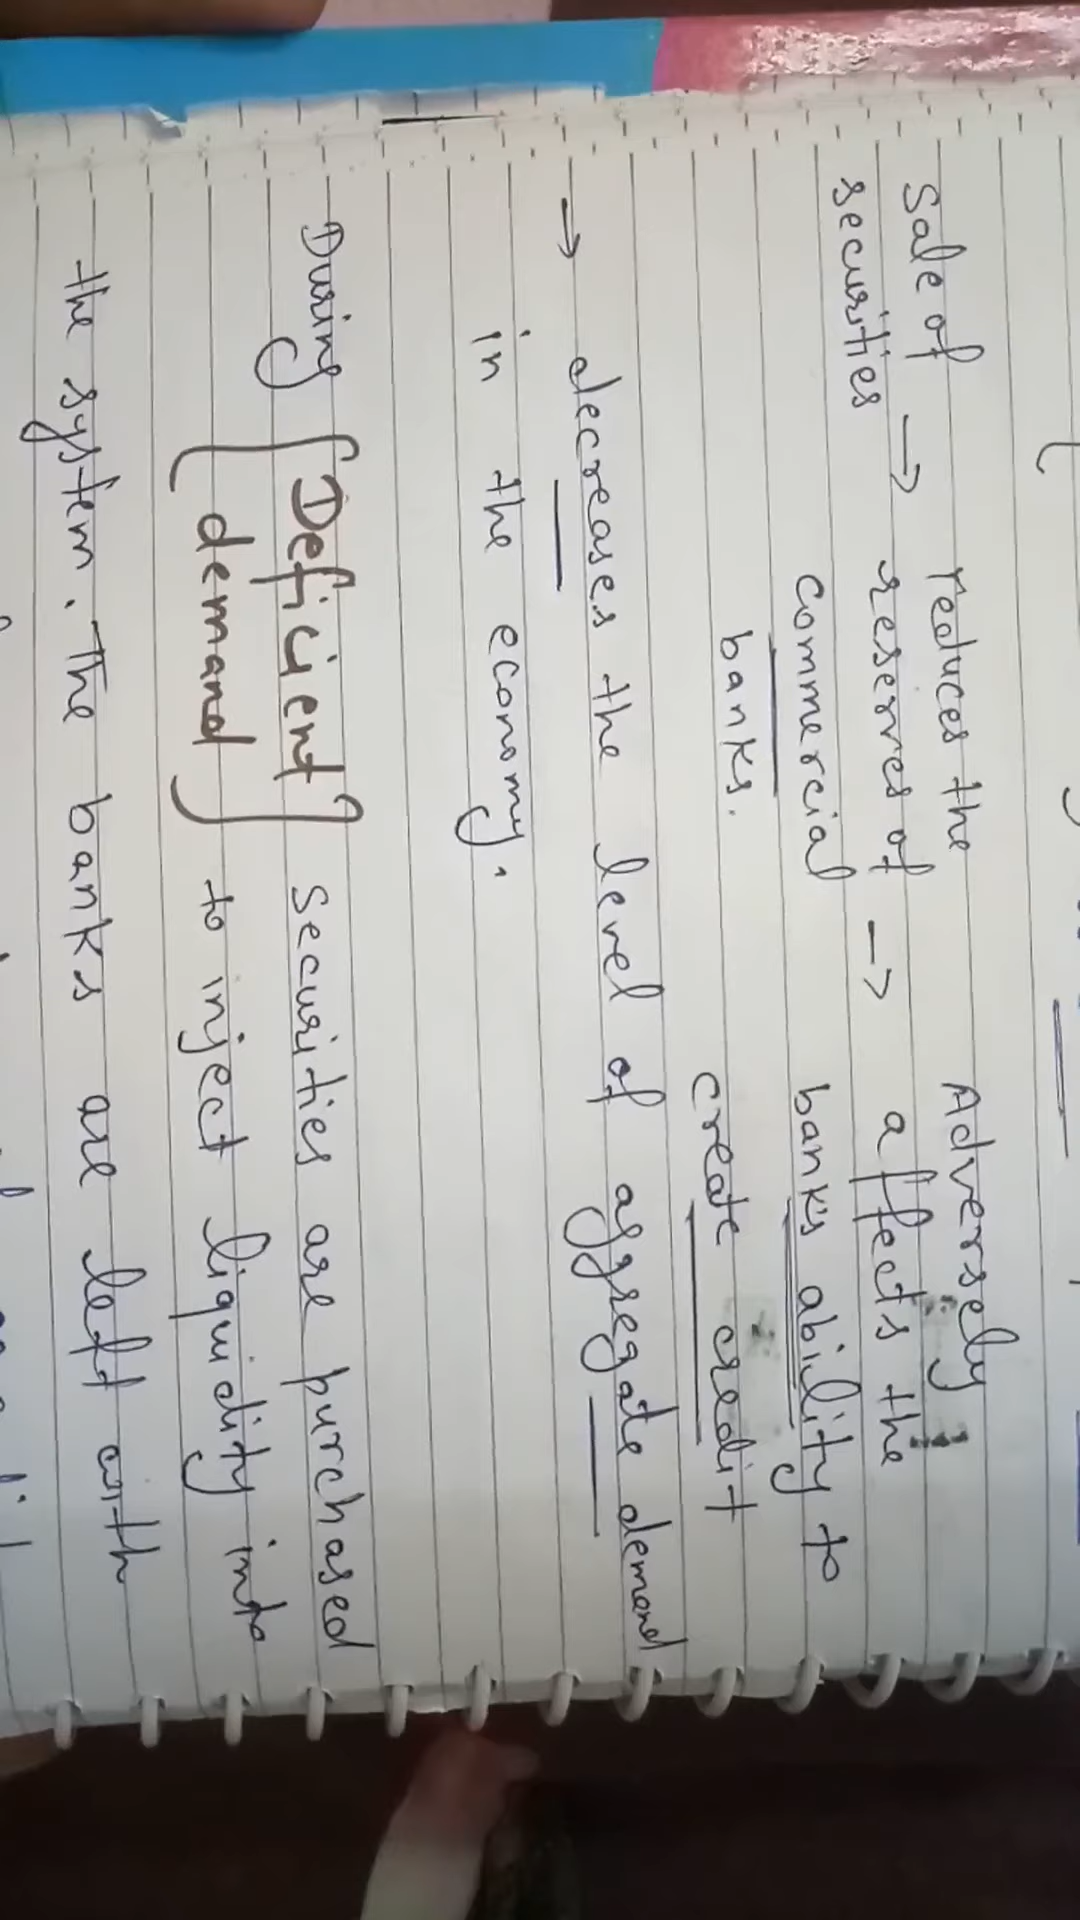 Sale of → reduces the Adversely
securities reserves of → affects the
commercial bank's ability to
banks. create credit
→ decreases the level of aggregate demand
in the economy.
During [Deficient Securities are purchased
demand] to inject liquidity into
the system. The banks are left with